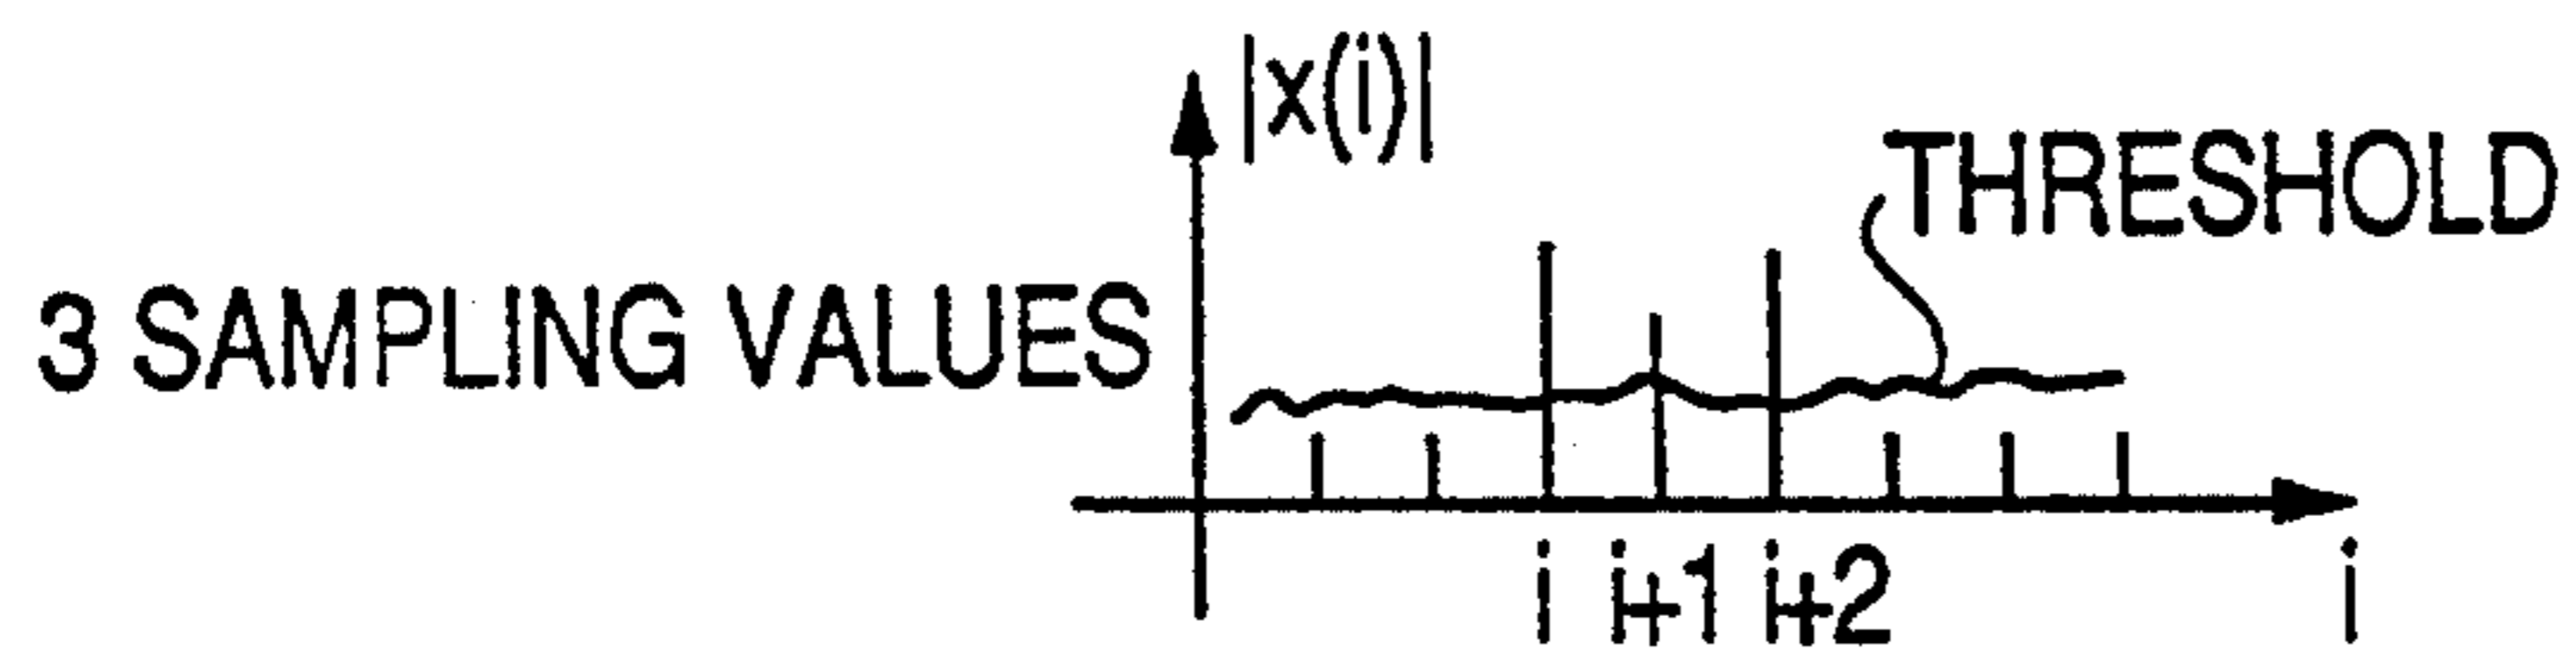 |x(i)|
THRESHOLD
3 SAMPLING VALUES
i i+1 i+2 i